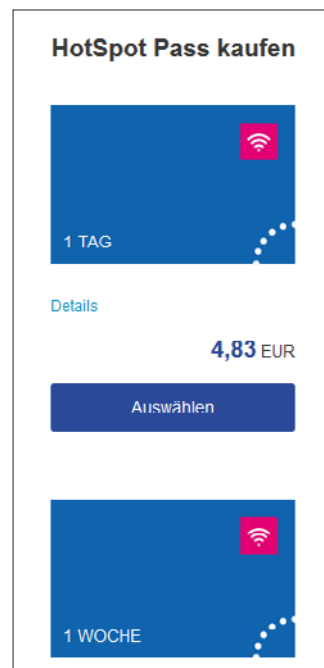 HotSpot Pass kaufen
1 TAG
Details
4,83 EUR
Auswählen
1 WOCHE